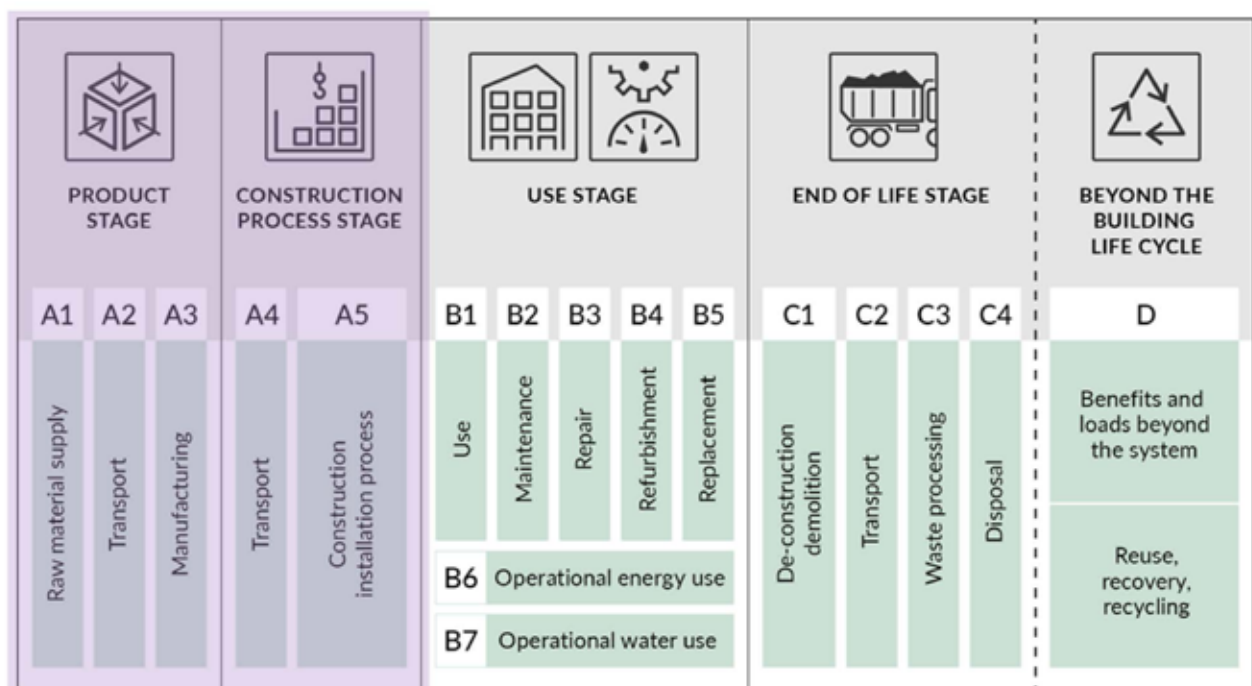 PRODUCT
STAGE
CONSTRUCTION
PROCESS STAGE
USE STAGE
END OF LIFE STAGE
BEYOND THE
BUILDING
LIFE CYCLE
A1
A2
A3
A4
A5
B1
B2
B3
B4
B5
C1
C2
C3
C4
D
Raw material supply
Transport
Manufacturing
Transport
Construction
installation process
Use
Maintenance
Repair
Refurbishment
Replacement
B6 Operational energy use
B7 Operational water use
De-construction
demolition
Transport
Waste processing
Disposal
Benefits and
loads beyond
the system
Reuse,
recovery,
recycling